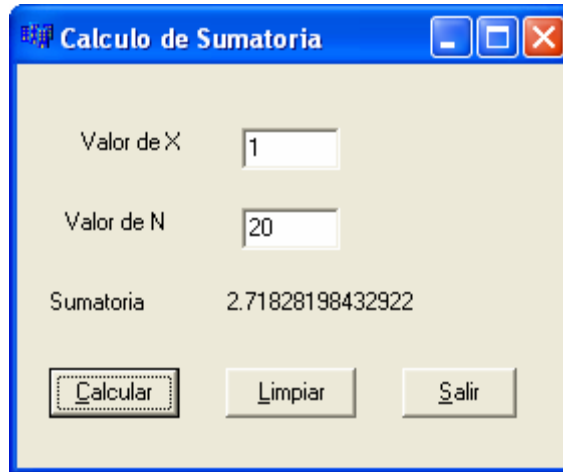 Calculo de Sumatoria
Valor de X 1
Valor de N 20
Sumatoria 2.71828198432922
Calcular Limpiar Salir